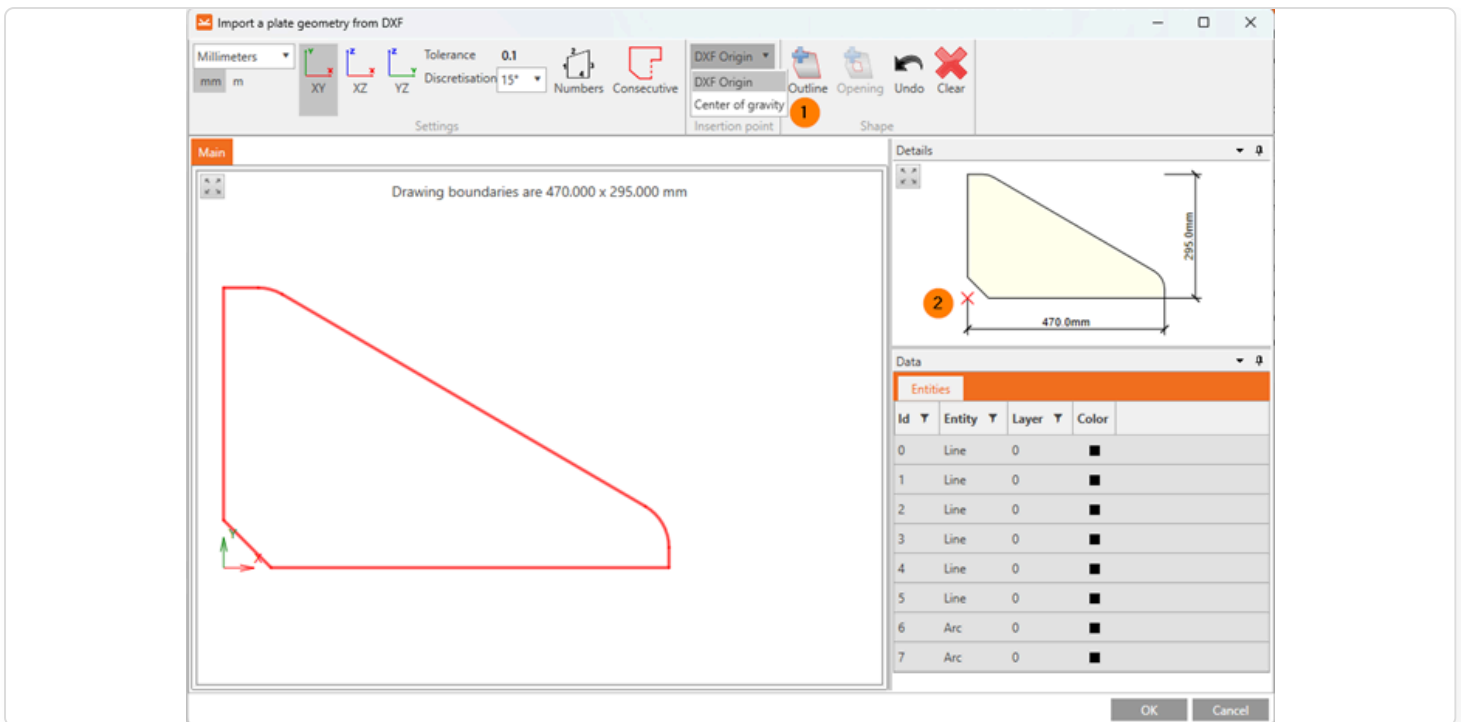 Import a plate geometry from DXF
Millimeters
mm m
XY
XZ
YZ
Tolerance 0.1
Discretisation 15°
Numbers
Consecutive
Settings
DXF Origin
DXF Origin
Center of gravity
Insertion point
1
Outline
Opening
Undo
Clear
Shape
Main
Drawing boundaries are 470.000 x 295.000 mm
Y
X
Details
295.0mm
2
470.0mm
Data
Entities
Id Entity Layer Color
0 Line 0
1 Line 0
2 Line 0
3 Line 0
4 Line 0
5 Line 0
6 Arc 0
7 Arc 0
OK Cancel